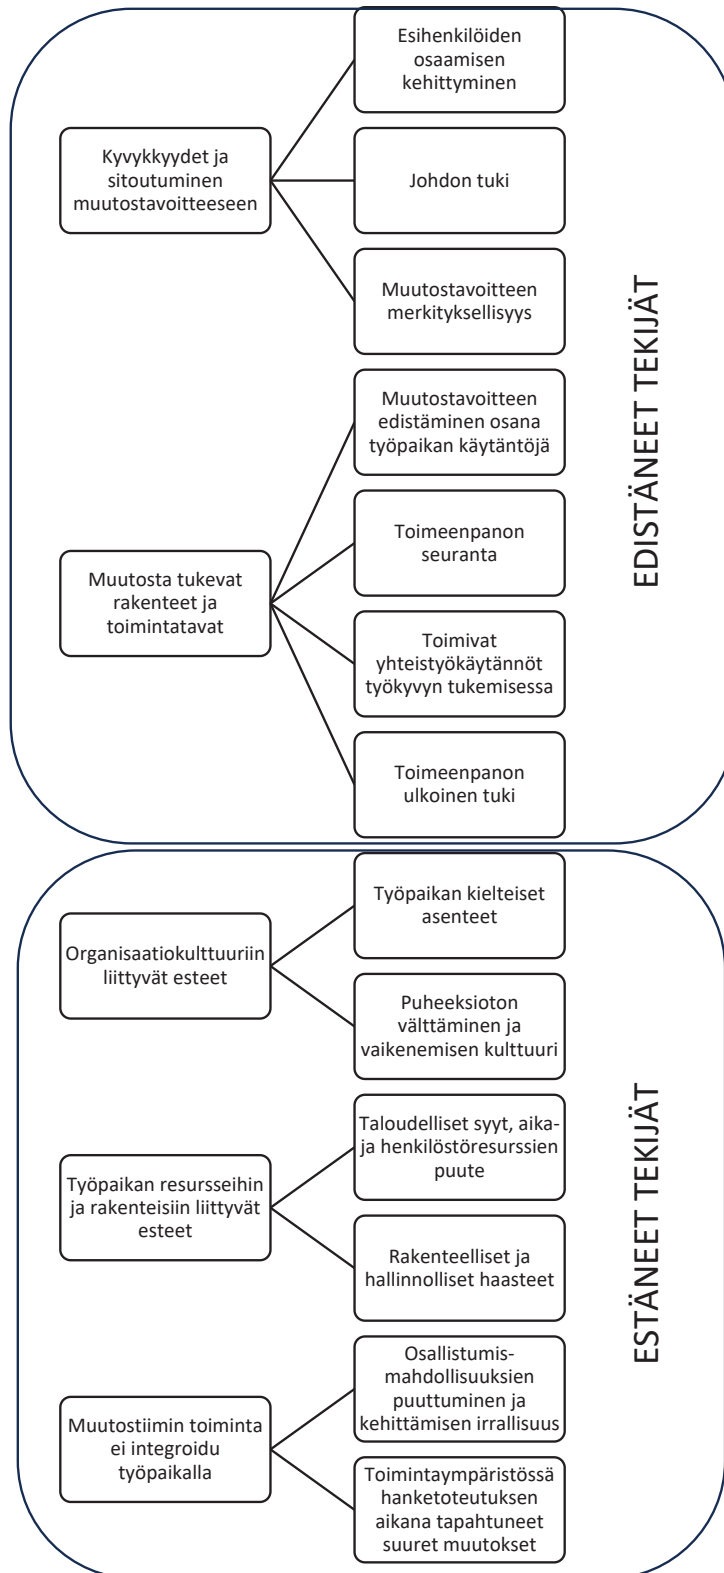 Kyvykkyydet ja
sitoutuminen
muutostavoitteeseen
Esihenkilöiden
osaamisen
kehittyminen
Johdon tuki
Muutostavoitteen
merkityksellisyys
Muutosta tukevat
rakenteet ja
toimintatavat
Muutostavoitteen
edistäminen osana
työpaikan käytäntöjä
Toimeenpanon
seuranta
Toimivat
yhteistyökäytännöt
työkyvyn tukemisessa
Toimeenpanon
ulkoinen tuki
EDISTÄNEET TEKIJÄT
Organisaatiokulttuuriin
liittyvät esteet
Työpaikan kielteiset
asenteet
Puheeksioton
välttäminen ja
vaikenemisen kulttuuri
Työpaikan resursseihin
ja rakenteisiin liittyvät
esteet
Taloudelliset syyt, aika-
ja henkilöstöresurssien
puute
Rakenteelliset ja
hallinnolliset haasteet
Muutostiimin toiminta
ei integroidu
työpaikalla
Osallistumis-
mahdollisuuksien
puuttuminen ja
kehittämisen irrallisuus
Toimintaympäristössä
hanketoteutuksen
aikana tapahtuneet
suuret muutokset
ESTÄNEET TEKIJÄT